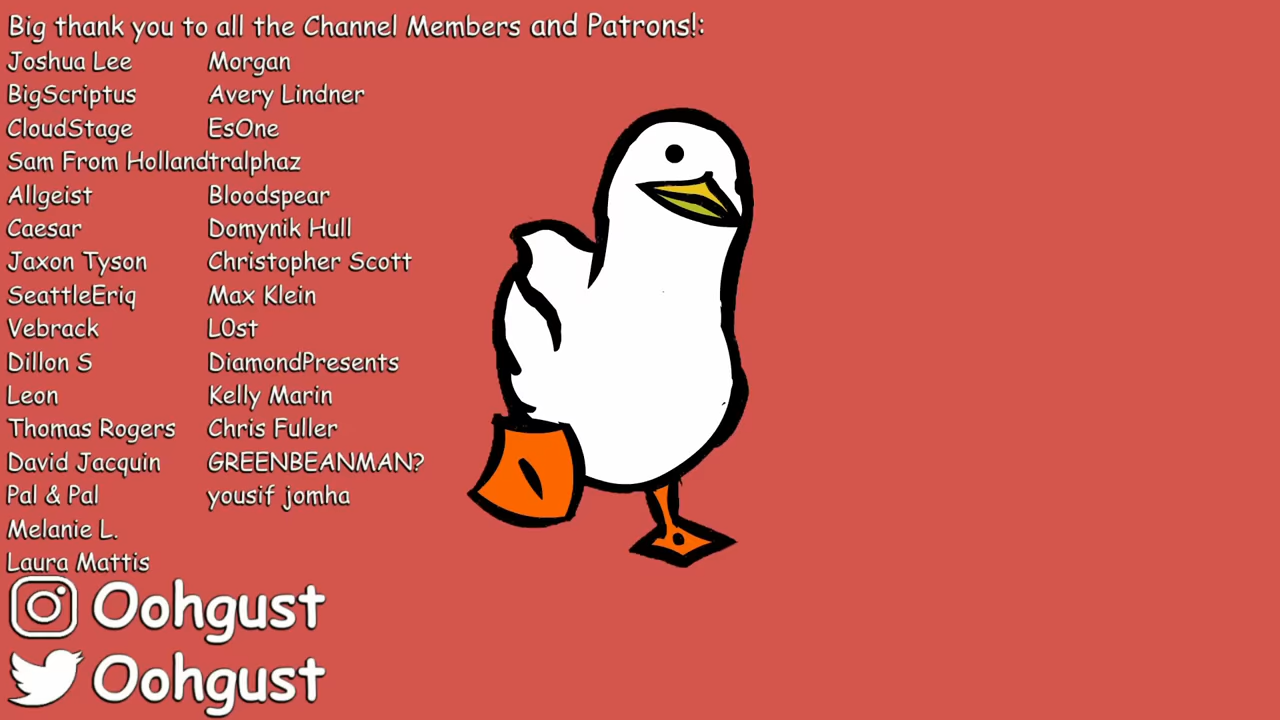 Big thank you to all the Channel Members and Patrons!:
Joshua Lee Morgan
BigScriptus Avery Lindner
CloudStage EsOne
Sam From Hollandtralphaz
Allgeist Bloodspear
Caesar Domynik Hull
Jaxon Tyson Christopher Scott
SeattleEriq Max Klein
Vebrack L0st
Dillon S DiamondPresents
Leon Kelly Marin
Thomas Rogers Chris Fuller
David Jacquin GREENBEANMAN?
Pal & Pal yousif jomha
Melanie L.
Laura Mattis
Oohgust
Oohgust